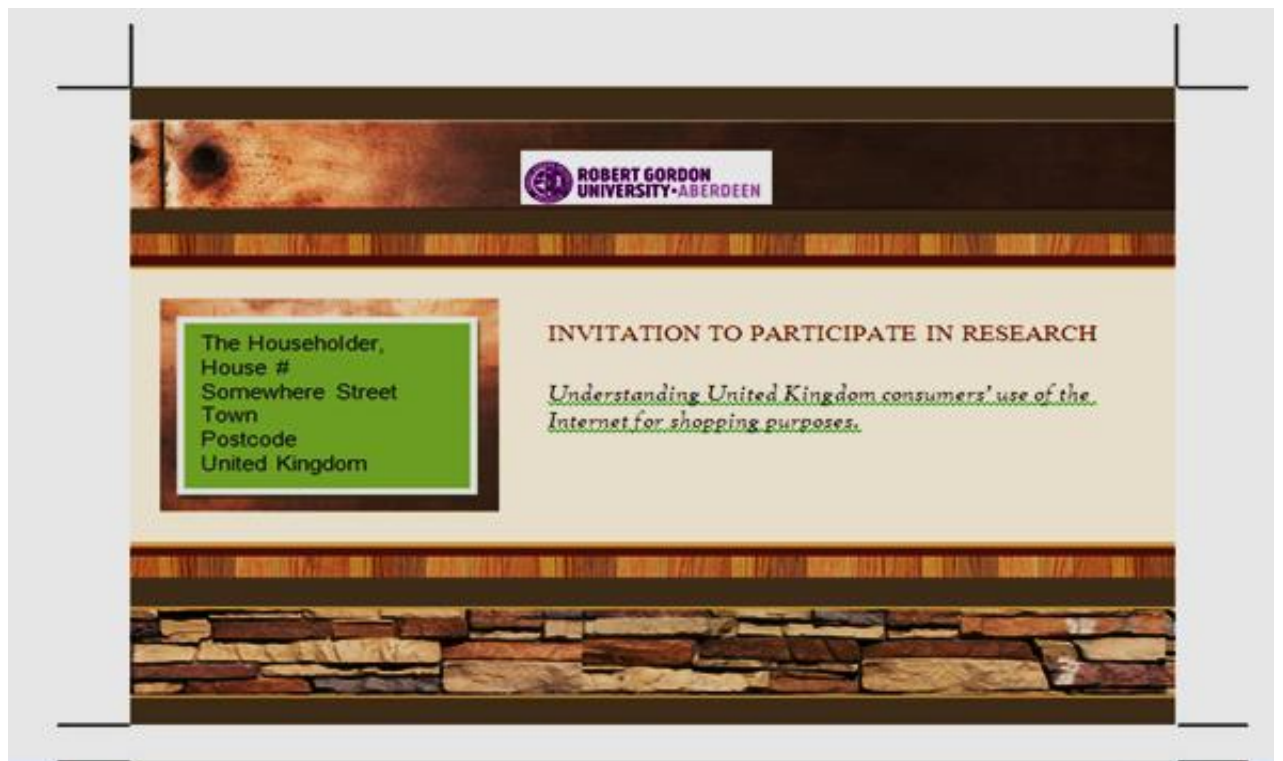 ROBERT GORDON
UNIVERSITY•ABERDEEN
The Householder,
House #
Somewhere Street
Town
Postcode
United Kingdom
INVITATION TO PARTICIPATE IN RESEARCH
Understanding United Kingdom consumers' use of the
Internet for shopping purposes.